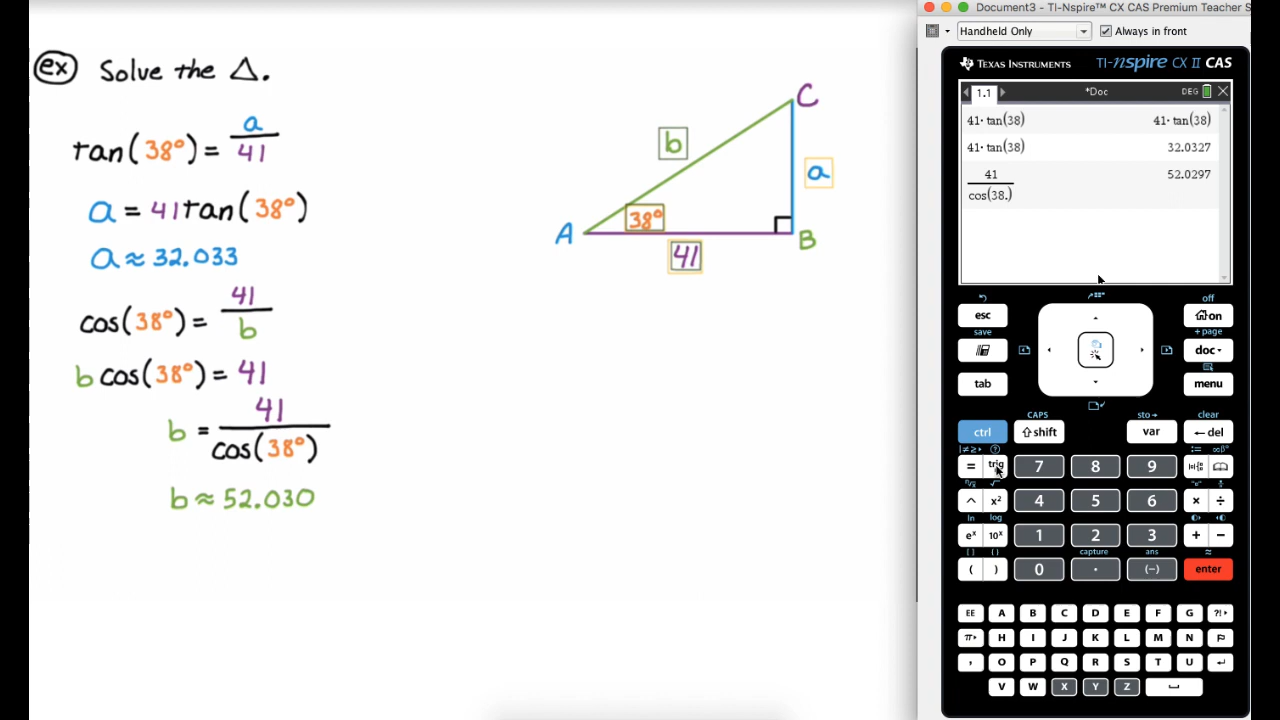 Document3 - TI-Nspire™ CX CAS Premium Teacher S
Handheld Only
Always in front
ex Solve the △.
tan(38°) = a/41
a = 41tan(38°)
a ≈ 32.033
cos(38°) = 41/b
b cos(38°) = 41
b = 41/cos(38°)
b ≈ 52.030
C
b
a
38°
A
B
41
TEXAS INSTRUMENTS TI-nspire CX II CAS
1.1 *Doc DEG
41·tan(38) 41·tan(38)
41·tan(38) 32.0327
41/cos(38.) 52.0297
off
esc on
save + page
doc
tab menu
CAPS sto→ clear
ctrl shift var ← del
= trig 7 8 9
^ x² 4 5 6 × ÷
ln log
eˣ 10ˣ 1 2 3 + −
[ ] { } capture ans ≈
( ) 0 . (−) enter
EE A B C D E F G ?!▸
π▸ H I J K L M N
, O P Q R S T U ↵
V W X Y Z